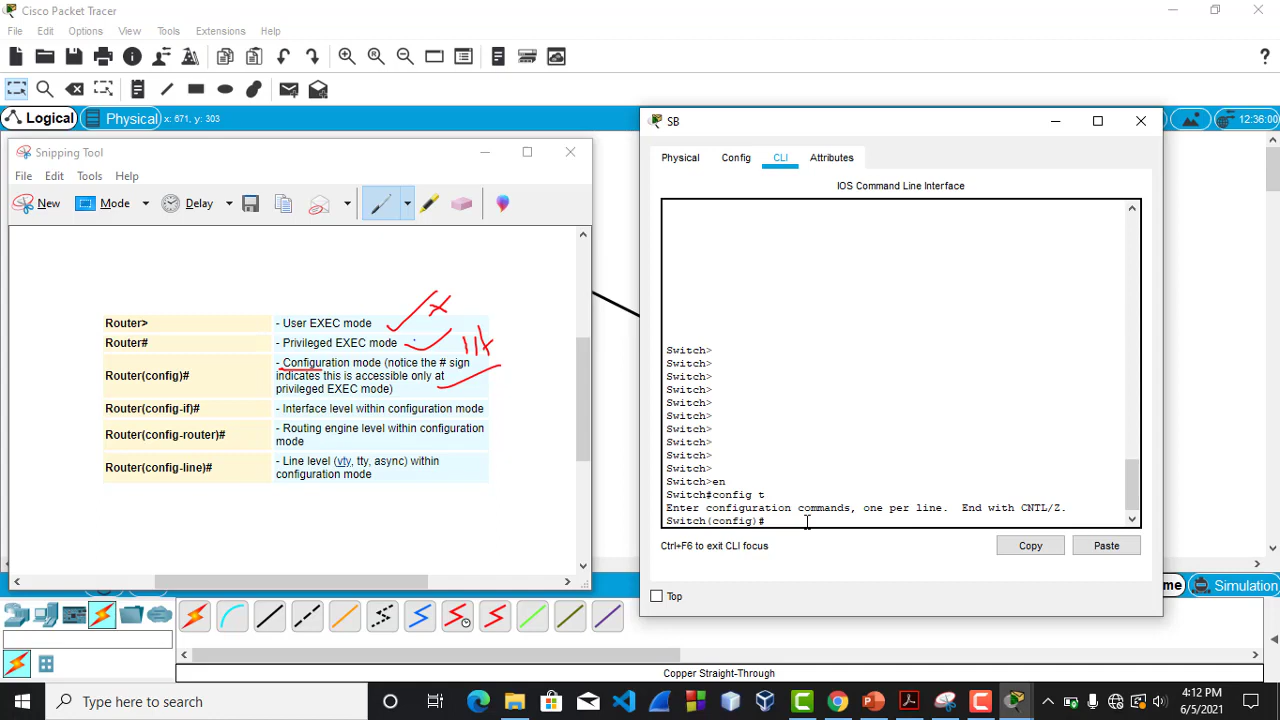 Cisco Packet Tracer
File Edit Options View Tools Extensions Help
Logical Physical x: 671, y: 303 12:36:00
Snipping Tool
File Edit Tools Help
New Mode Delay
Router> - User EXEC mode
Router# - Privileged EXEC mode
Router(config)# - Configuration mode (notice the # sign
indicates this is accessible only at
privileged EXEC mode)
Router(config-if)# - Interface level within configuration mode
Router(config-router)# - Routing engine level within configuration
mode
Router(config-line)# - Line level (vty, tty, async) within
configuration mode
SB
Physical Config CLI Attributes
IOS Command Line Interface
Switch>
Switch>
Switch>
Switch>
Switch>
Switch>
Switch>
Switch>
Switch>
Switch>
Switch>en
Switch#config t
Enter configuration commands, one per line.  End with CNTL/Z.
Switch(config)#
Ctrl+F6 to exit CLI focus Copy Paste
Top
me Simulation
Copper Straight-Through
Type here to search
4:12 PM
6/5/2021